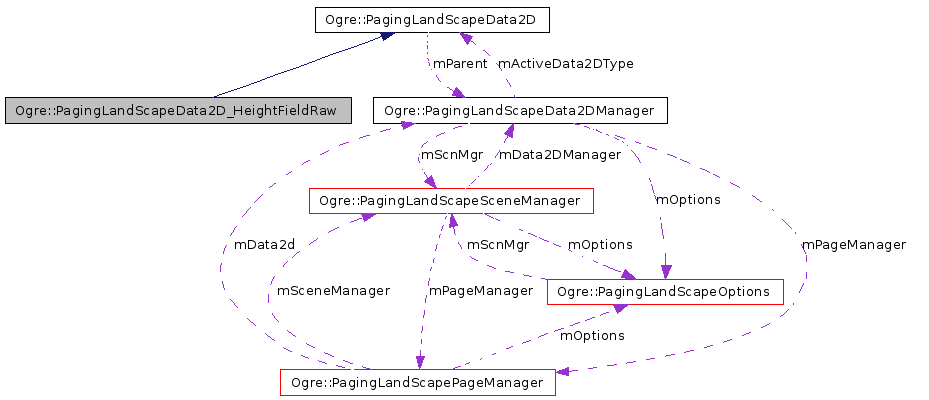 Ogre::PagingLandScapeData2D
mParent
mActiveData2DType
Ogre::PagingLandScapeData2D_HeightFieldRaw
Ogre::PagingLandScapeData2DManager
mScnMgr
mData2DManager
Ogre::PagingLandScapeSceneManager
mOptions
mData2d
mScnMgr
mOptions
mPageManager
mSceneManager
mPageManager
Ogre::PagingLandScapeOptions
mOptions
Ogre::PagingLandScapePageManager